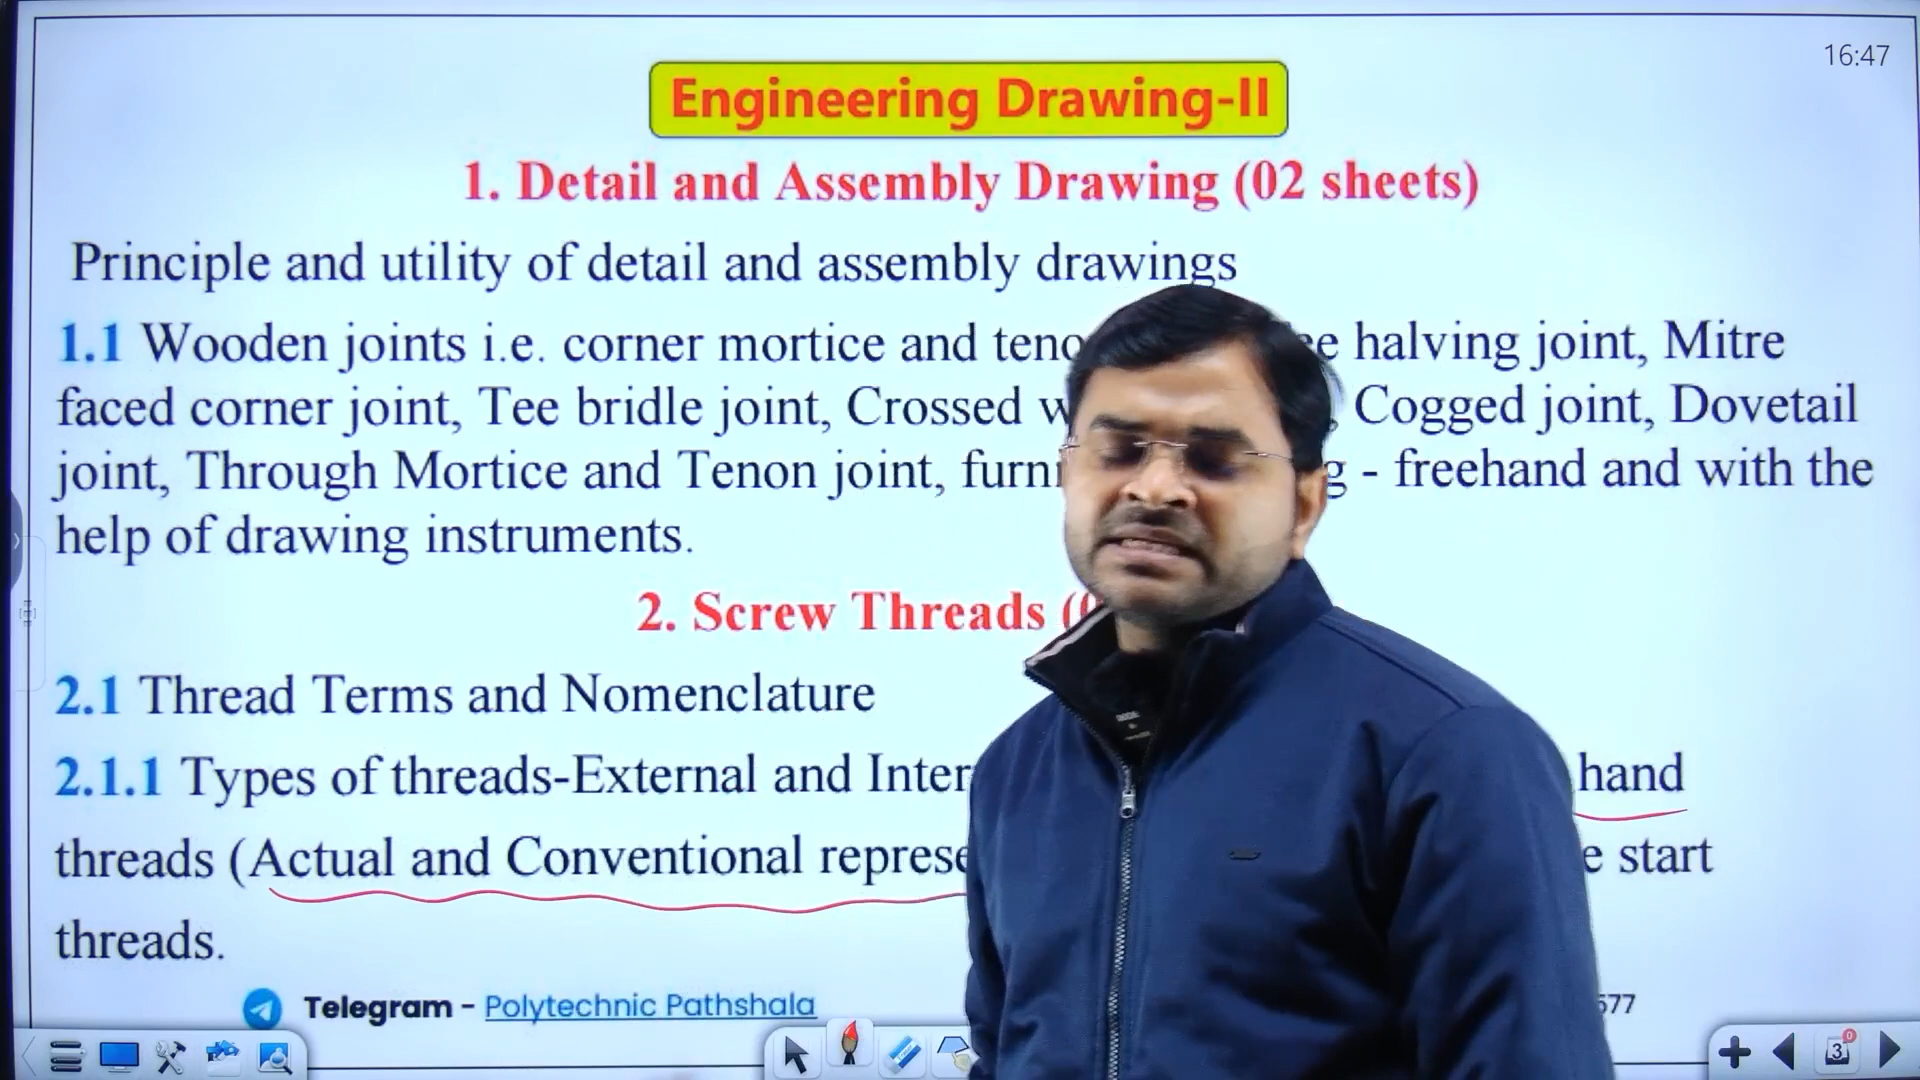 16:47
Engineering Drawing-II
1. Detail and Assembly Drawing (02 sheets)
Principle and utility of detail and assembly drawings
1.1 Wooden joints i.e. corner mortice and halving joint, Mitre
faced corner joint, Tee bridle joint, Crossed Cogged joint, Dovetail
joint, Through Mortice and Tenon joint, - freehand and with the
help of drawing instruments.
2. Screw Threads
2.1 Thread Terms and Nomenclature
2.1.1 Types of threads-External and hand
threads (Actual and Conventional start
threads.
Telegram - Polytechnic Pathshala
577
3
0